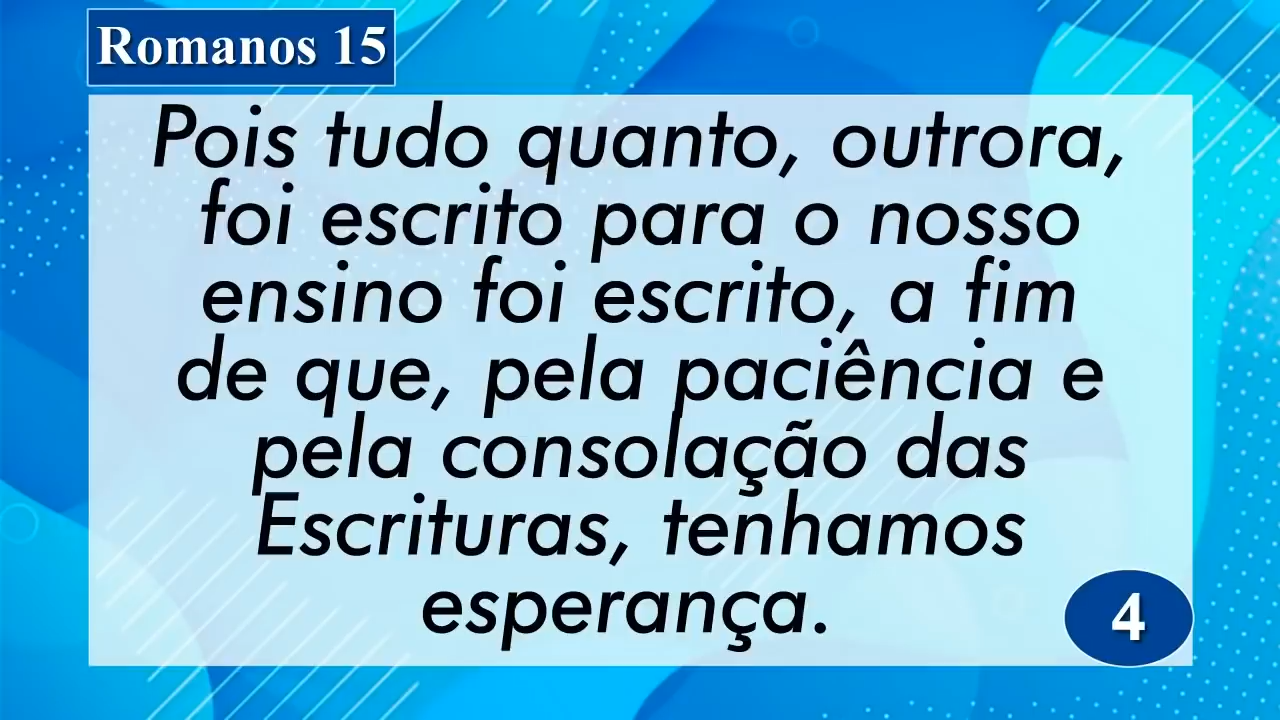 Romanos 15
Pois tudo quanto, outrora,
foi escrito para o nosso
ensino foi escrito, a fim
de que, pela paciência e
pela consolação das
Escrituras, tenhamos
esperança.
4